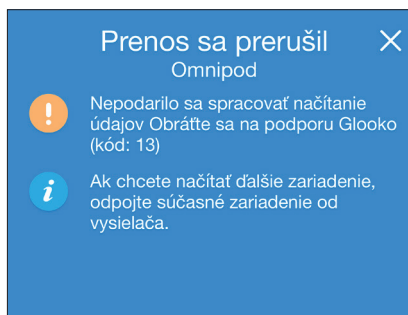 Prenos sa prerušil
Omnipod
Nepodarilo sa spracovať načítanie
údajov Obráťte sa na podporu Glooko
(kód: 13)
Ak chcete načítať ďalšie zariadenie,
odpojte súčasné zariadenie od
vysielača.